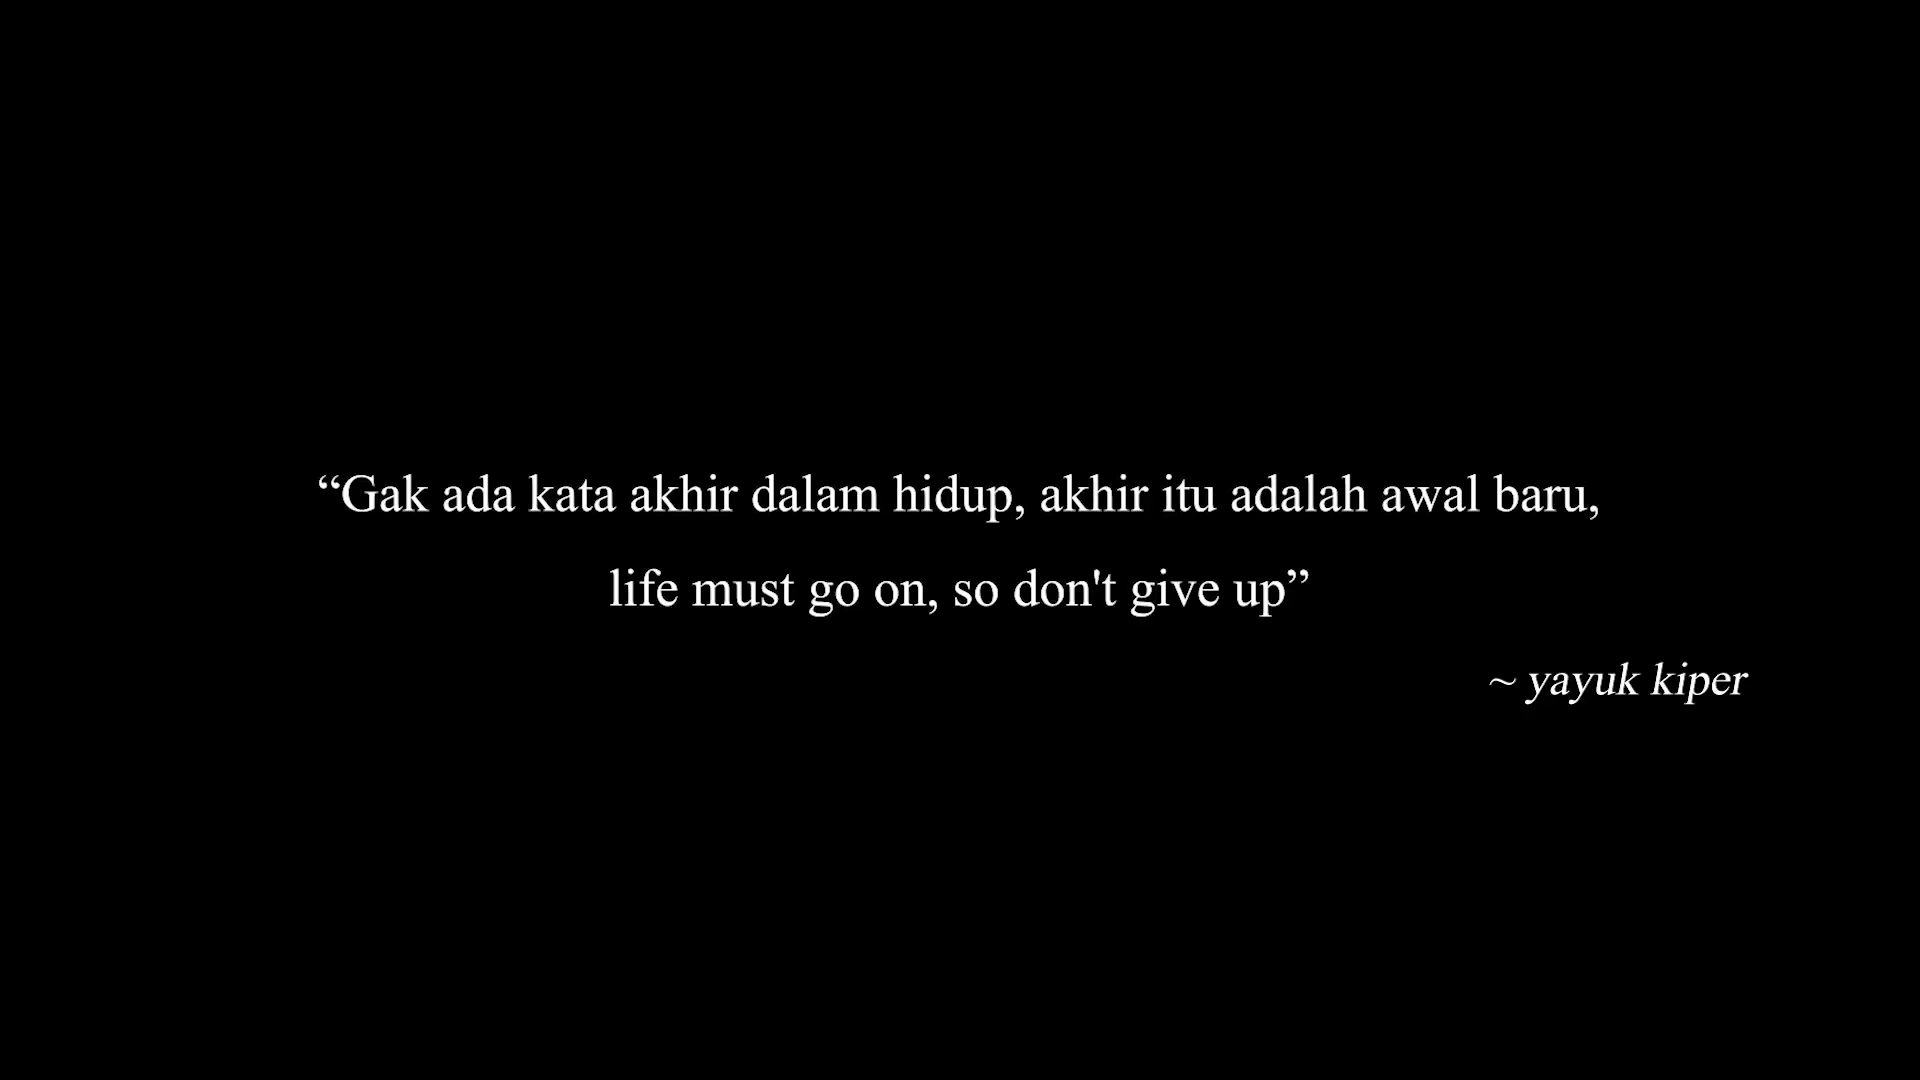 “Gak ada kata akhir dalam hidup, akhir itu adalah awal baru,
life must go on, so don't give up”
~ yayuk kiper